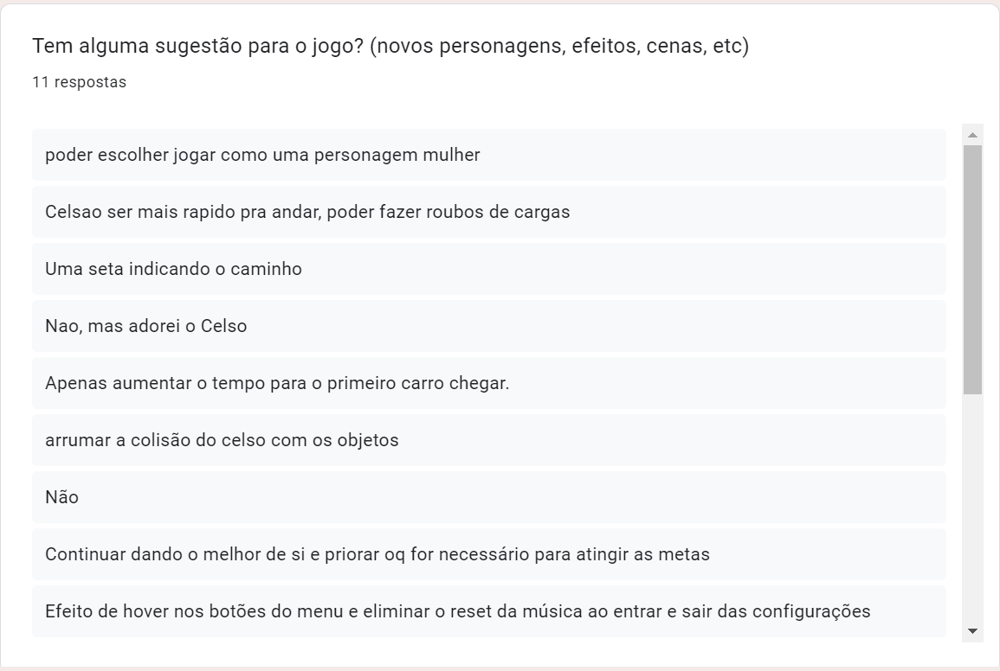 Tem alguma sugestão para o jogo? (novos personagens, efeitos, cenas, etc)
11 respostas
poder escolher jogar como uma personagem mulher
Celsao ser mais rapido pra andar, poder fazer roubos de cargas
Uma seta indicando o caminho
Nao, mas adorei o Celso
Apenas aumentar o tempo para o primeiro carro chegar.
arrumar a colisão do celso com os objetos
Não
Continuar dando o melhor de si e priorar oq for necessário para atingir as metas
Efeito de hover nos botões do menu e eliminar o reset da música ao entrar e sair das configurações